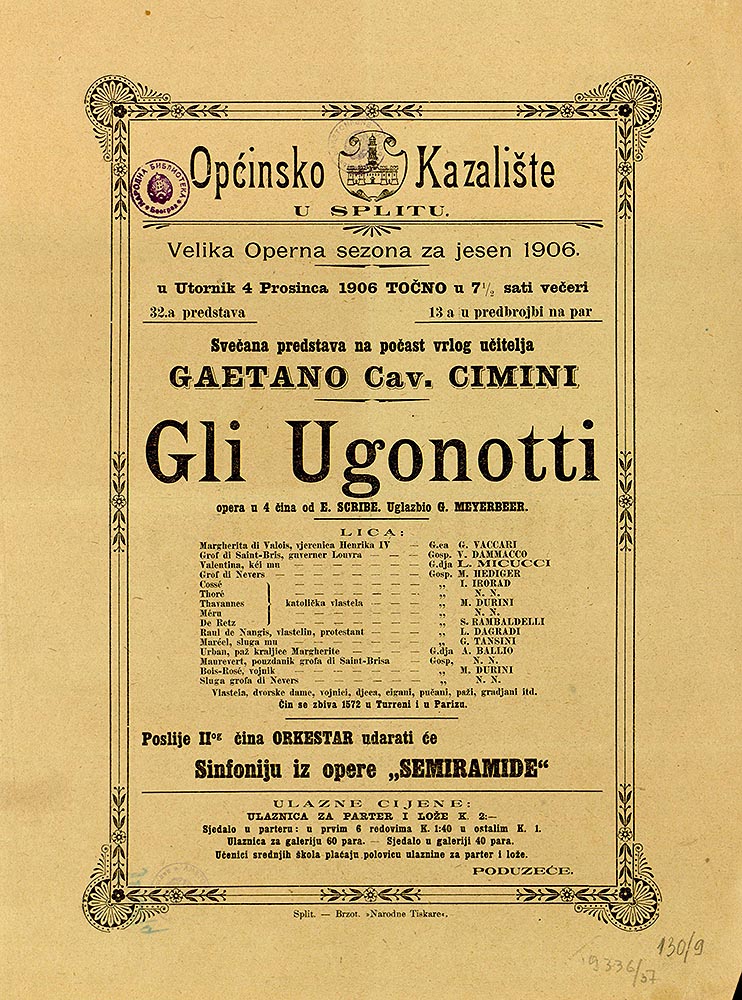 Općinsko Kazalište
U SPLITU.
НАРОДНА БИБЛИОТЕКА
Београд
Velika Operna sezona za jesen 1906.
u Utornik 4 Prosinca 1906 TOČNO u 7 1/2 sati večeri
32.a predstava 13 a u predbrojbi na par
Svečana predstava na počast vrlog učitelja
GAETANO Cav. CIMINI
Gli Ugonotti
opera u 4 čina od E. SCRIBE. Uglazbio G. MEYERBEER.
LICA:
Margherita di Valois, vjerenica Henrika IV — G.ca G. VACCARI
Grof di Saint-Bris, guverner Louvra — — — Gosp. V. DAMMACCO
Valentina, kći mu — — — — — — G.dja L. MICUCCI
Grof di Nevers — — — — — — — Gosp. M. HEDIGER
Cossé — — — — „ I. IRORAD
Thoré — — — — „ N. N.
Thavannes katolička vlastela — — — „ M. DURINI
Méru — — — — „ N. N.
De Retz — — — — „ S. RAMBALDELLI
Raul de Nangis, vlastelin, protestant — — — „ L. DAGRADI
Marcel, sluga mu — — — — — — „ G. TANSINI
Urban, paž kraljice Margherite — — — — G.dja A. BALLIO
Maurevert, pouzdanik grofa di Saint-Brisa — Gosp, N. N.
Bois-Rosé, vojnik — — — — — — „ M. DURINI
Sluga grofa di Nevers — — — — — „ N. N.
Vlastela, dvorske dame, vojnici, djeca, cigani, pučani, paži, gradjani itd.
Čin se zbiva 1572 u Turreni i u Parizu.
Poslije IIog čina ORKESTAR udarati će
Sinfoniju iz opere „SEMIRAMIDE“
ULAZNE CIJENE:
ULAZNICA ZA PARTER I LOŽE K. 2:—
Sjedalo u parteru: u prvim 6 redovima K. 1:40 u ostalim K. 1.
Ulaznica za galeriju 60 para. — Sjedalo u galeriji 40 para.
Učenici srednjih škola plaćaju polovicu ulaznine za parter i lože.
PODUZEĆE.
Split. — Brzot. »Narodne Tiskare«.
130/9
9336/57